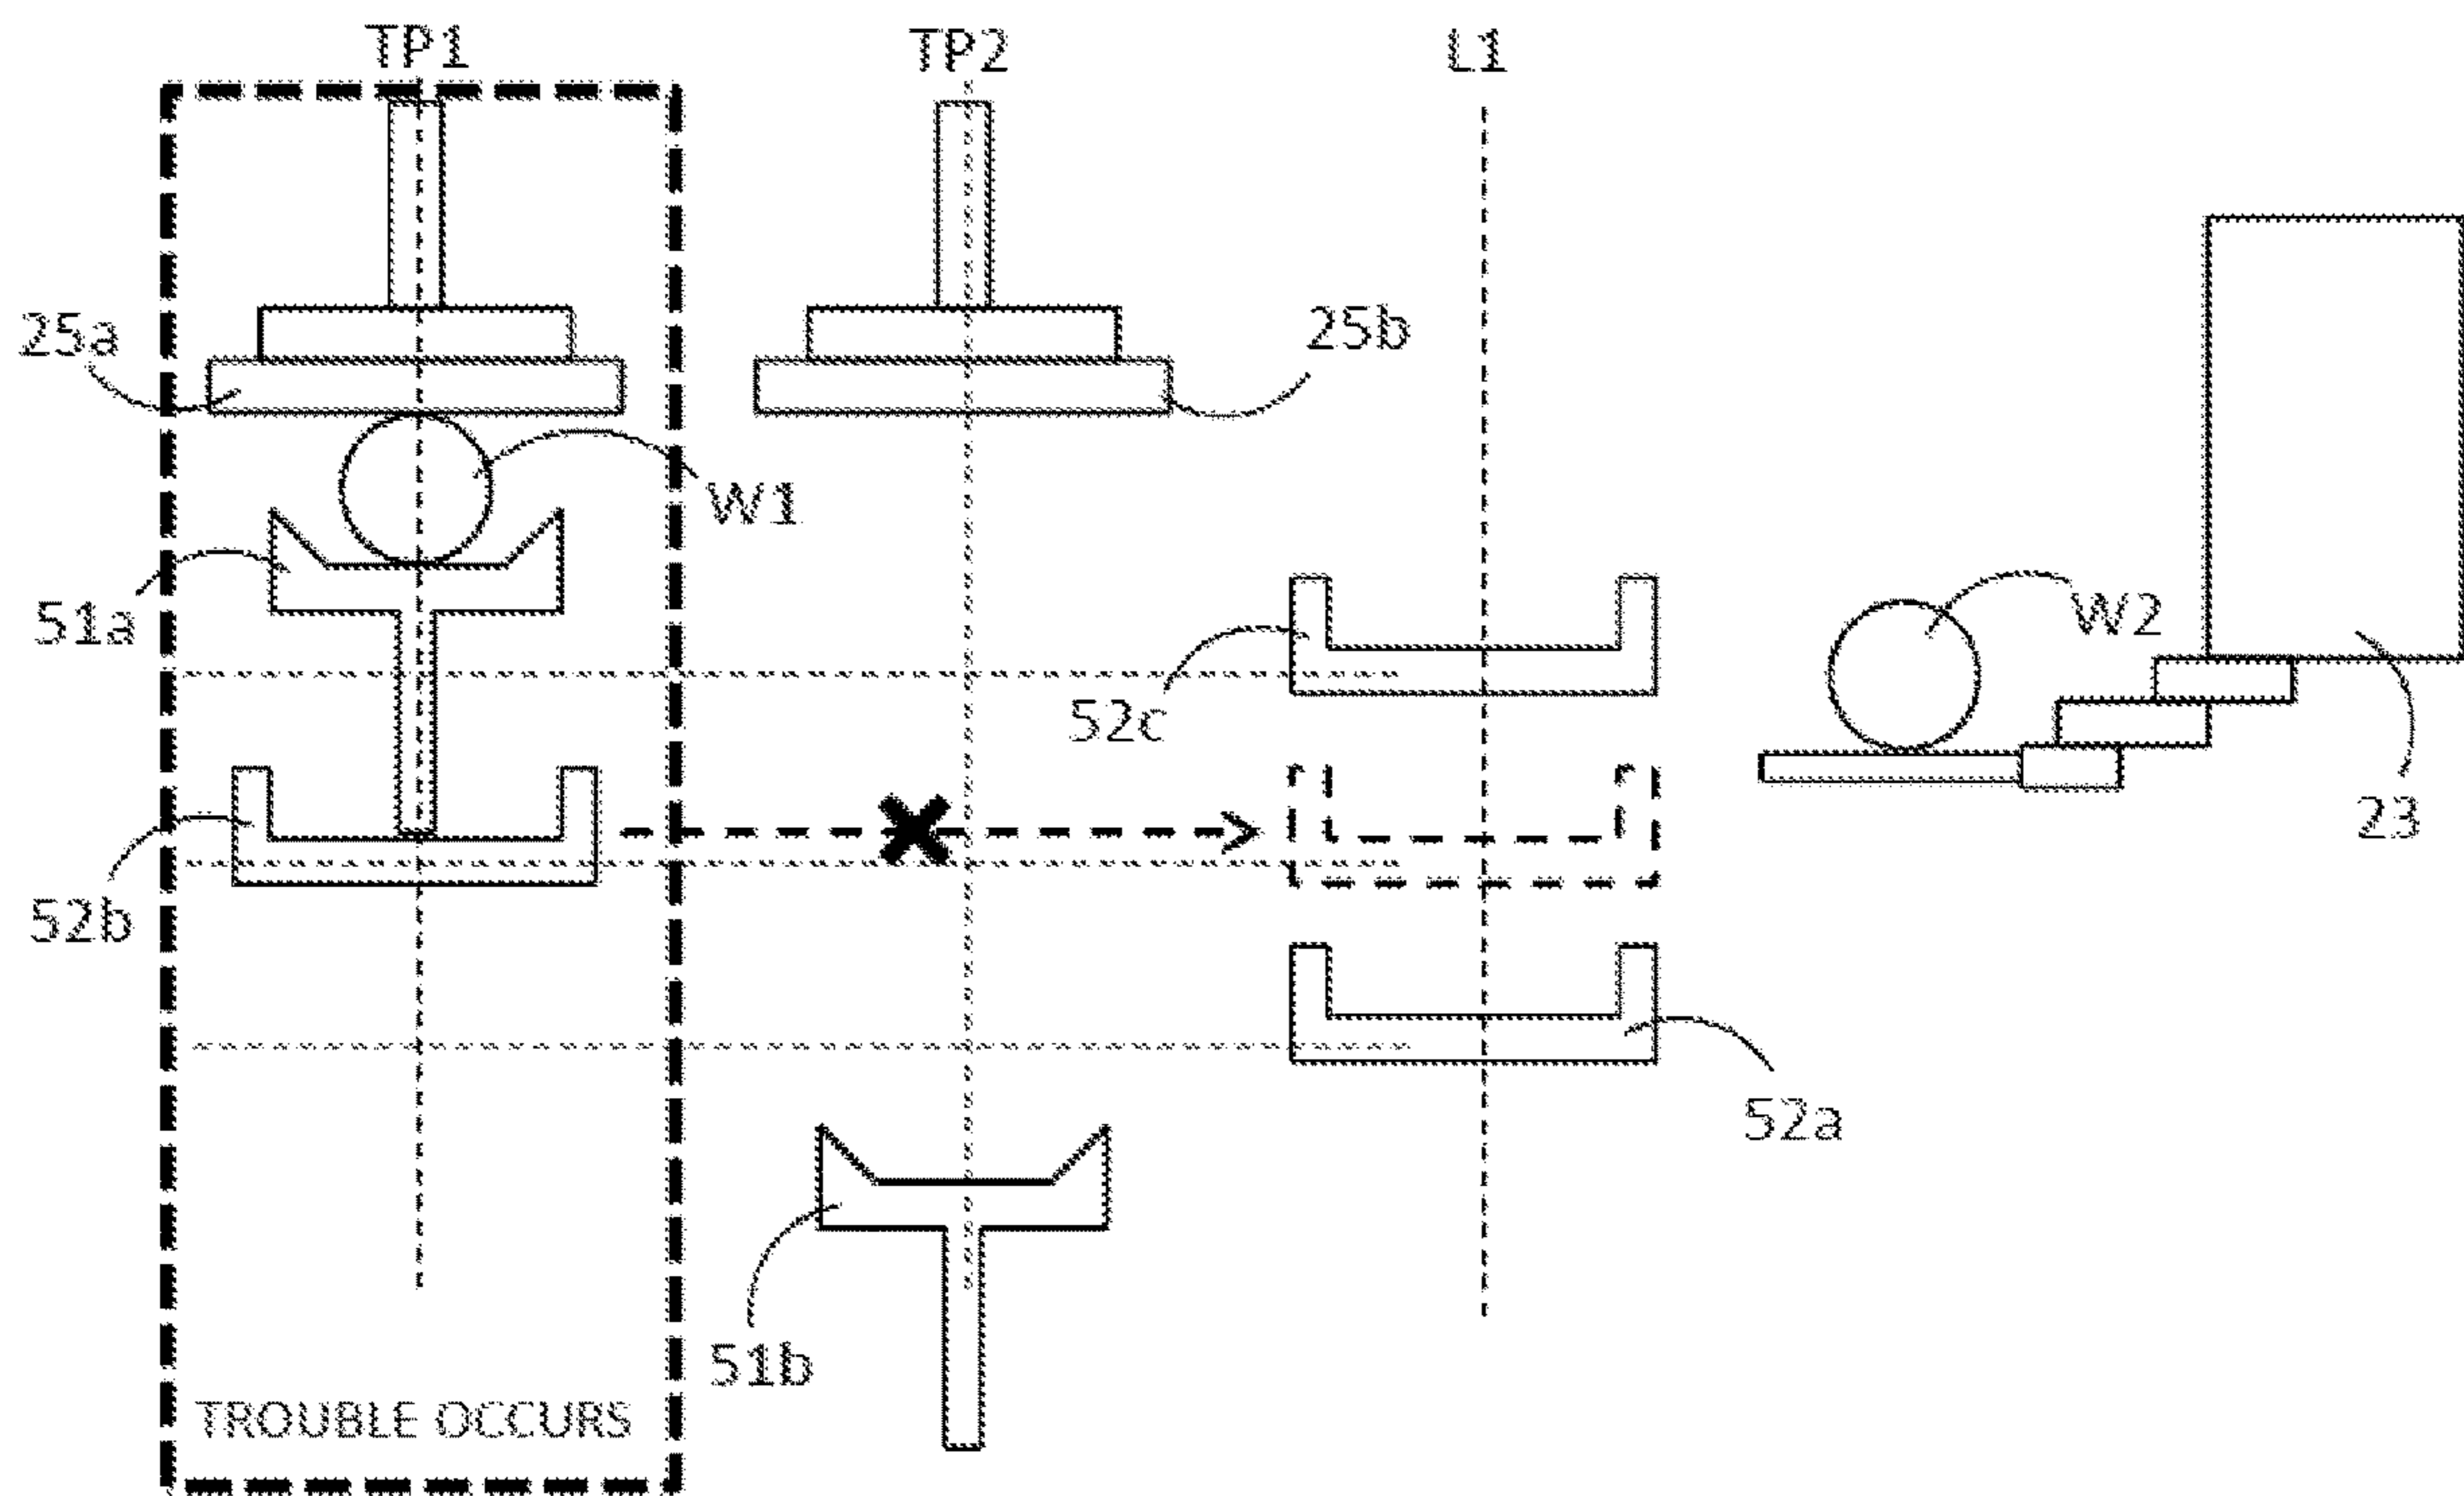 TP1
TP2
L1
25a
25b
W1
51a
W2
52c
23
52b
52a
51b
TROUBLE OCCURS